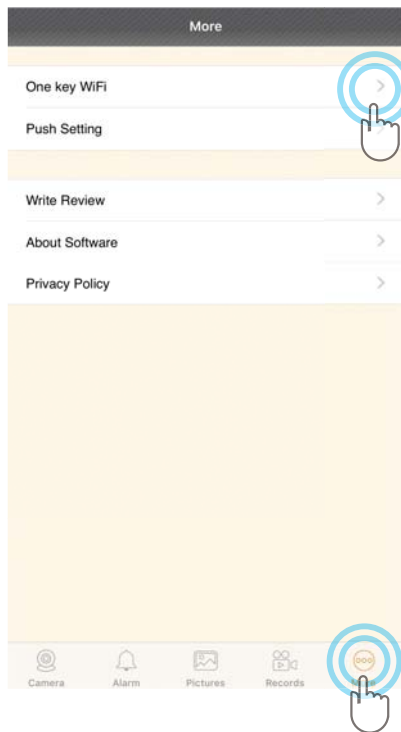 More
One key WiFi
Push Setting
Write Review
About Software
Privacy Policy
Camera
Alarm
Pictures
Records